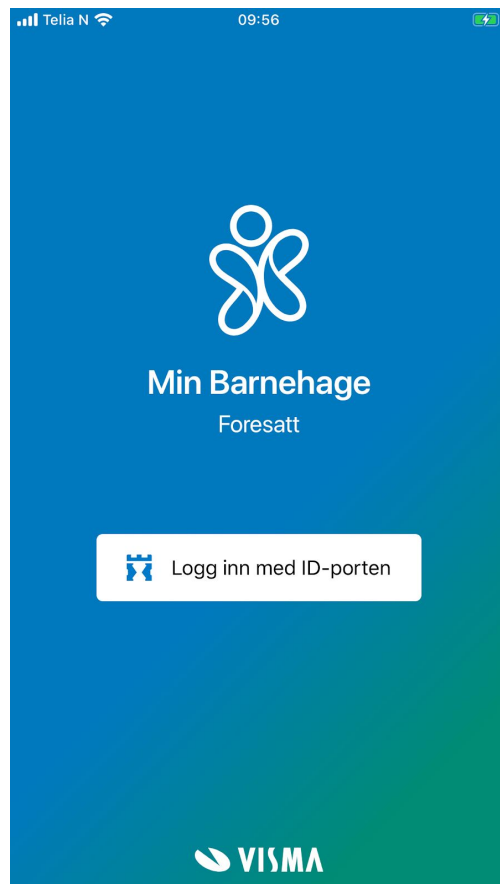 Telia N 09:56
Min Barnehage
Foresatt
Logg inn med ID-porten
VISMA